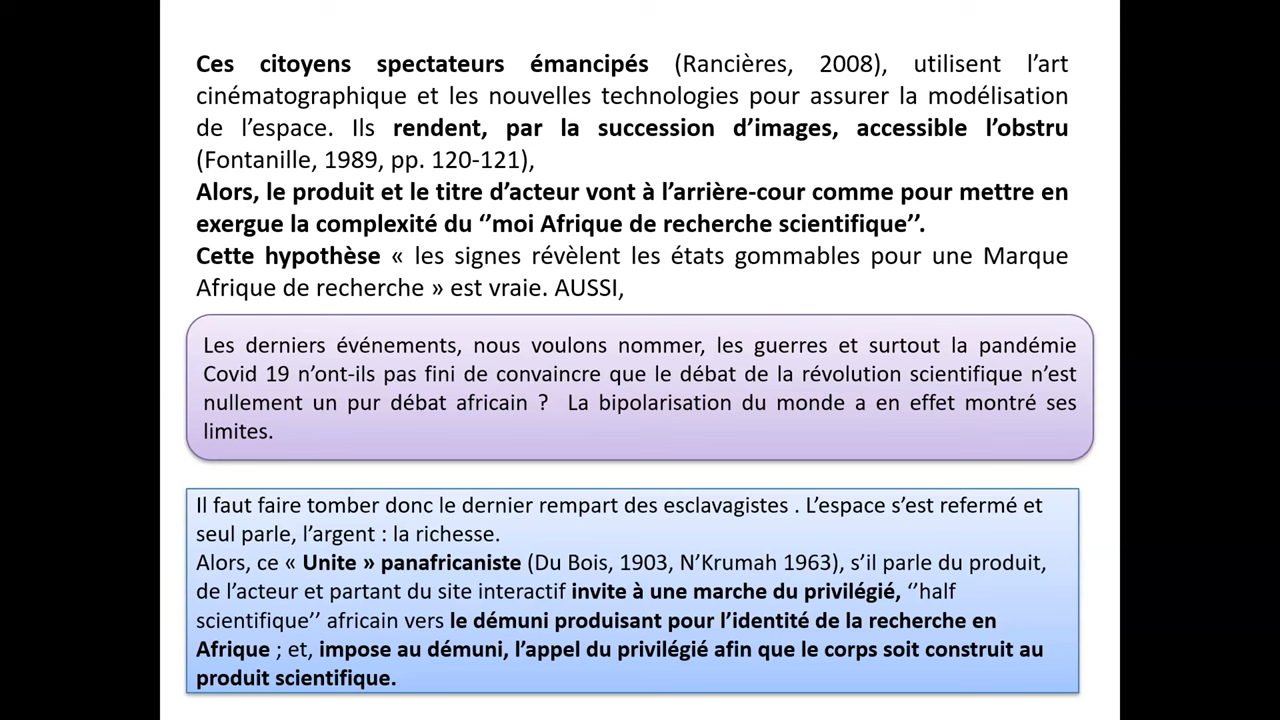 Ces citoyens spectateurs émancipés (Rancières, 2008), utilisent l’art
cinématographique et les nouvelles technologies pour assurer la modélisation
de l’espace. Ils rendent, par la succession d’images, accessible l’obstru
(Fontanille, 1989, pp. 120-121),
Alors, le produit et le titre d’acteur vont à l’arrière-cour comme pour mettre en
exergue la complexité du ‘’moi Afrique de recherche scientifique’’.
Cette hypothèse « les signes révèlent les états gommables pour une Marque
Afrique de recherche » est vraie. AUSSI,
Les derniers événements, nous voulons nommer, les guerres et surtout la pandémie
Covid 19 n’ont-ils pas fini de convaincre que le débat de la révolution scientifique n’est
nullement un pur débat africain ? La bipolarisation du monde a en effet montré ses
limites.
Il faut faire tomber donc le dernier rempart des esclavagistes . L’espace s’est refermé et
seul parle, l’argent : la richesse.
Alors, ce « Unite » panafricaniste (Du Bois, 1903, N’Krumah 1963), s’il parle du produit,
de l’acteur et partant du site interactif invite à une marche du privilégié, ‘’half
scientifique’’ africain vers le démuni produisant pour l’identité de la recherche en
Afrique ; et, impose au démuni, l’appel du privilégié afin que le corps soit construit au
produit scientifique.